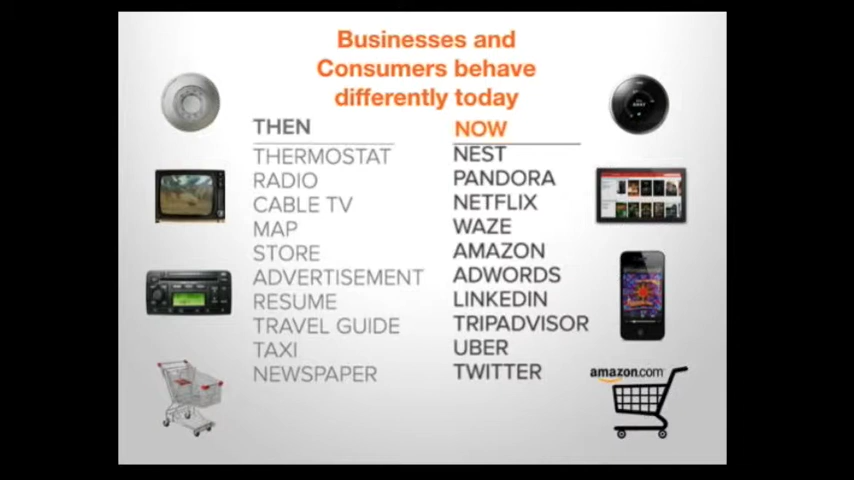 Businesses and
Consumers behave
differently today
THEN
NOW
THERMOSTAT
NEST
RADIO
PANDORA
CABLE TV
NETFLIX
MAP
WAZE
STORE
AMAZON
ADVERTISEMENT
ADWORDS
RESUME
LINKEDIN
TRAVEL GUIDE
TRIPADVISOR
TAXI
UBER
NEWSPAPER
TWITTER
amazon.com